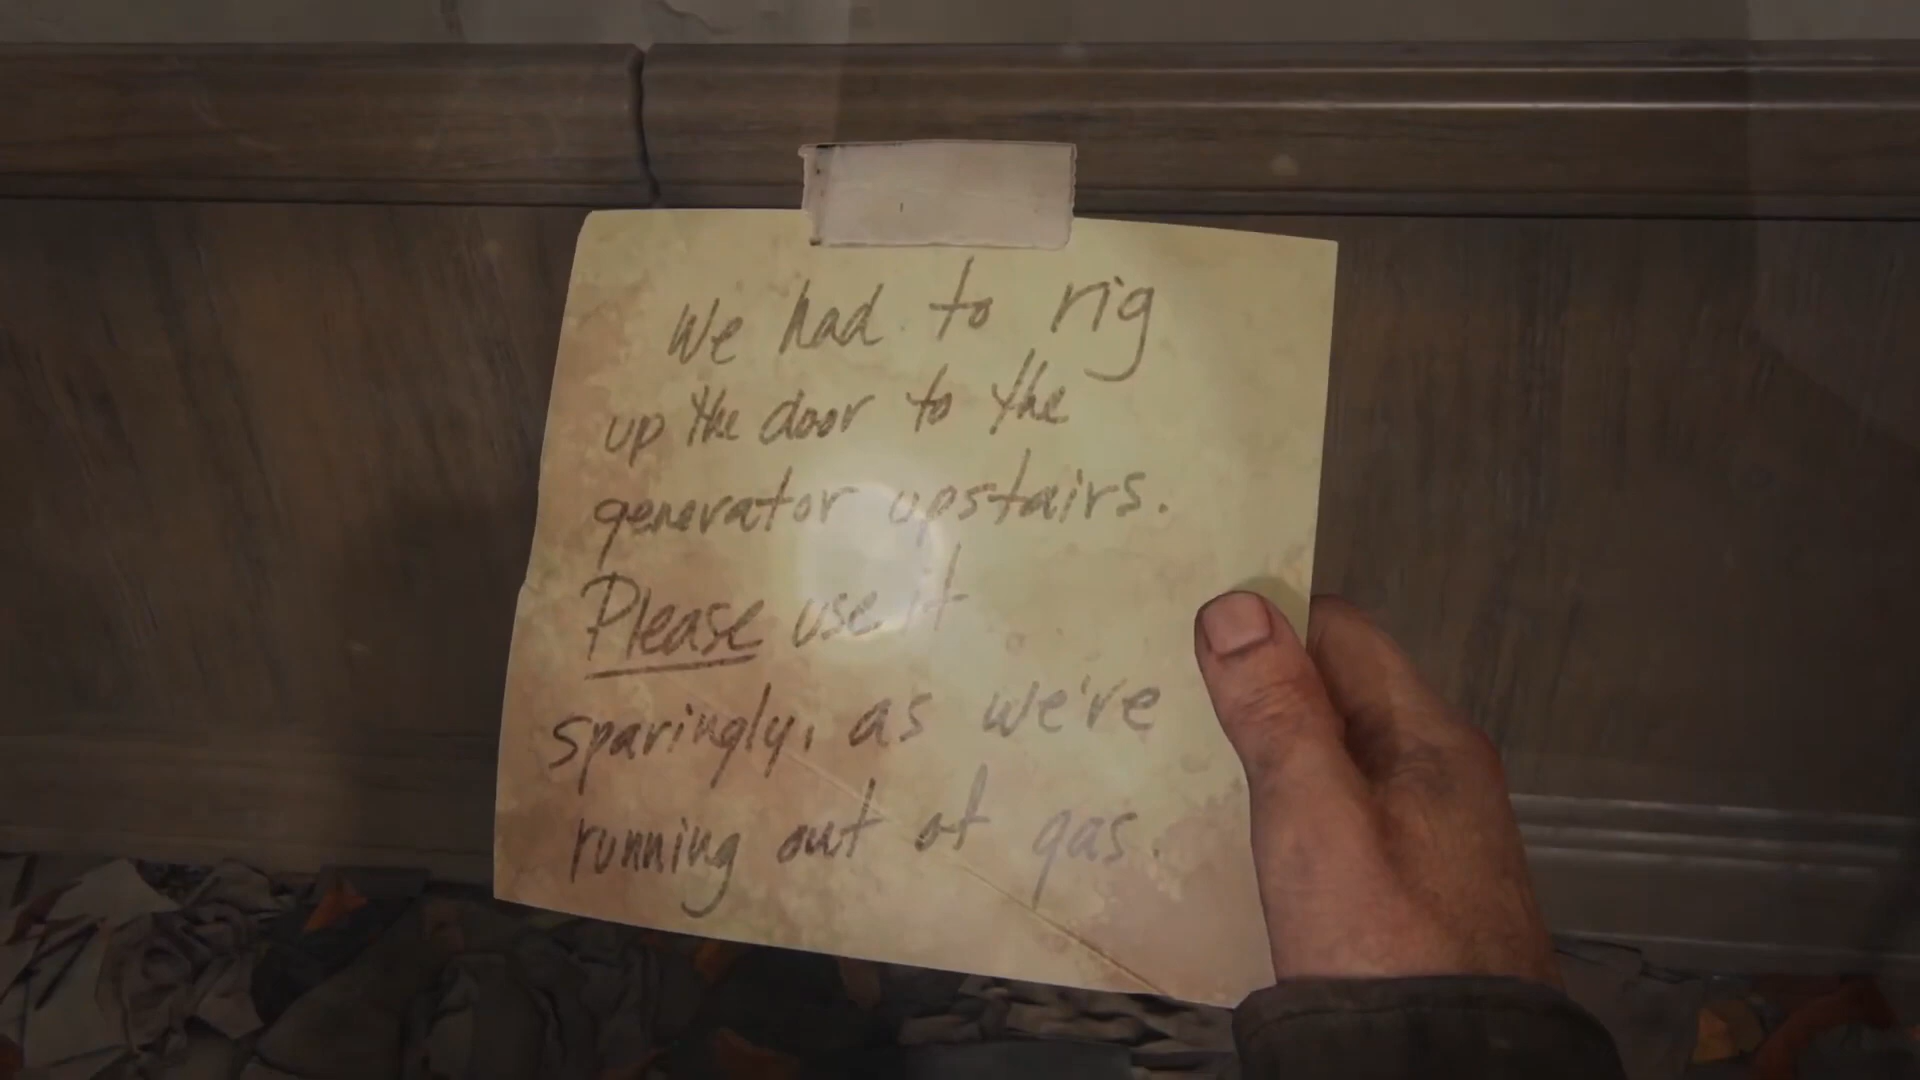 We had to rig
up the door to the
generator upstairs.
Please use it
sparingly, as we're
running out of gas.